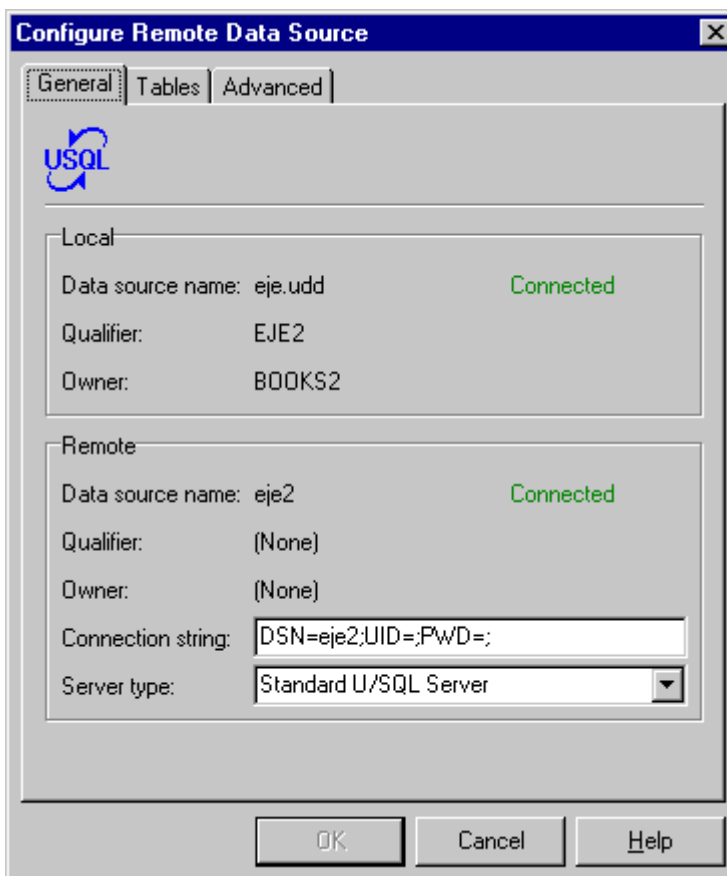 Configure Remote Data Source
General Tables Advanced
USQL
Local
Data source name: eje.udd Connected
Qualifier: EJE2
Owner: BOOKS2
Remote
Data source name: eje2 Connected
Qualifier: (None)
Owner: (None)
Connection string: DSN=eje2;UID=;PWD=;
Server type: Standard U/SQL Server
OK Cancel Help